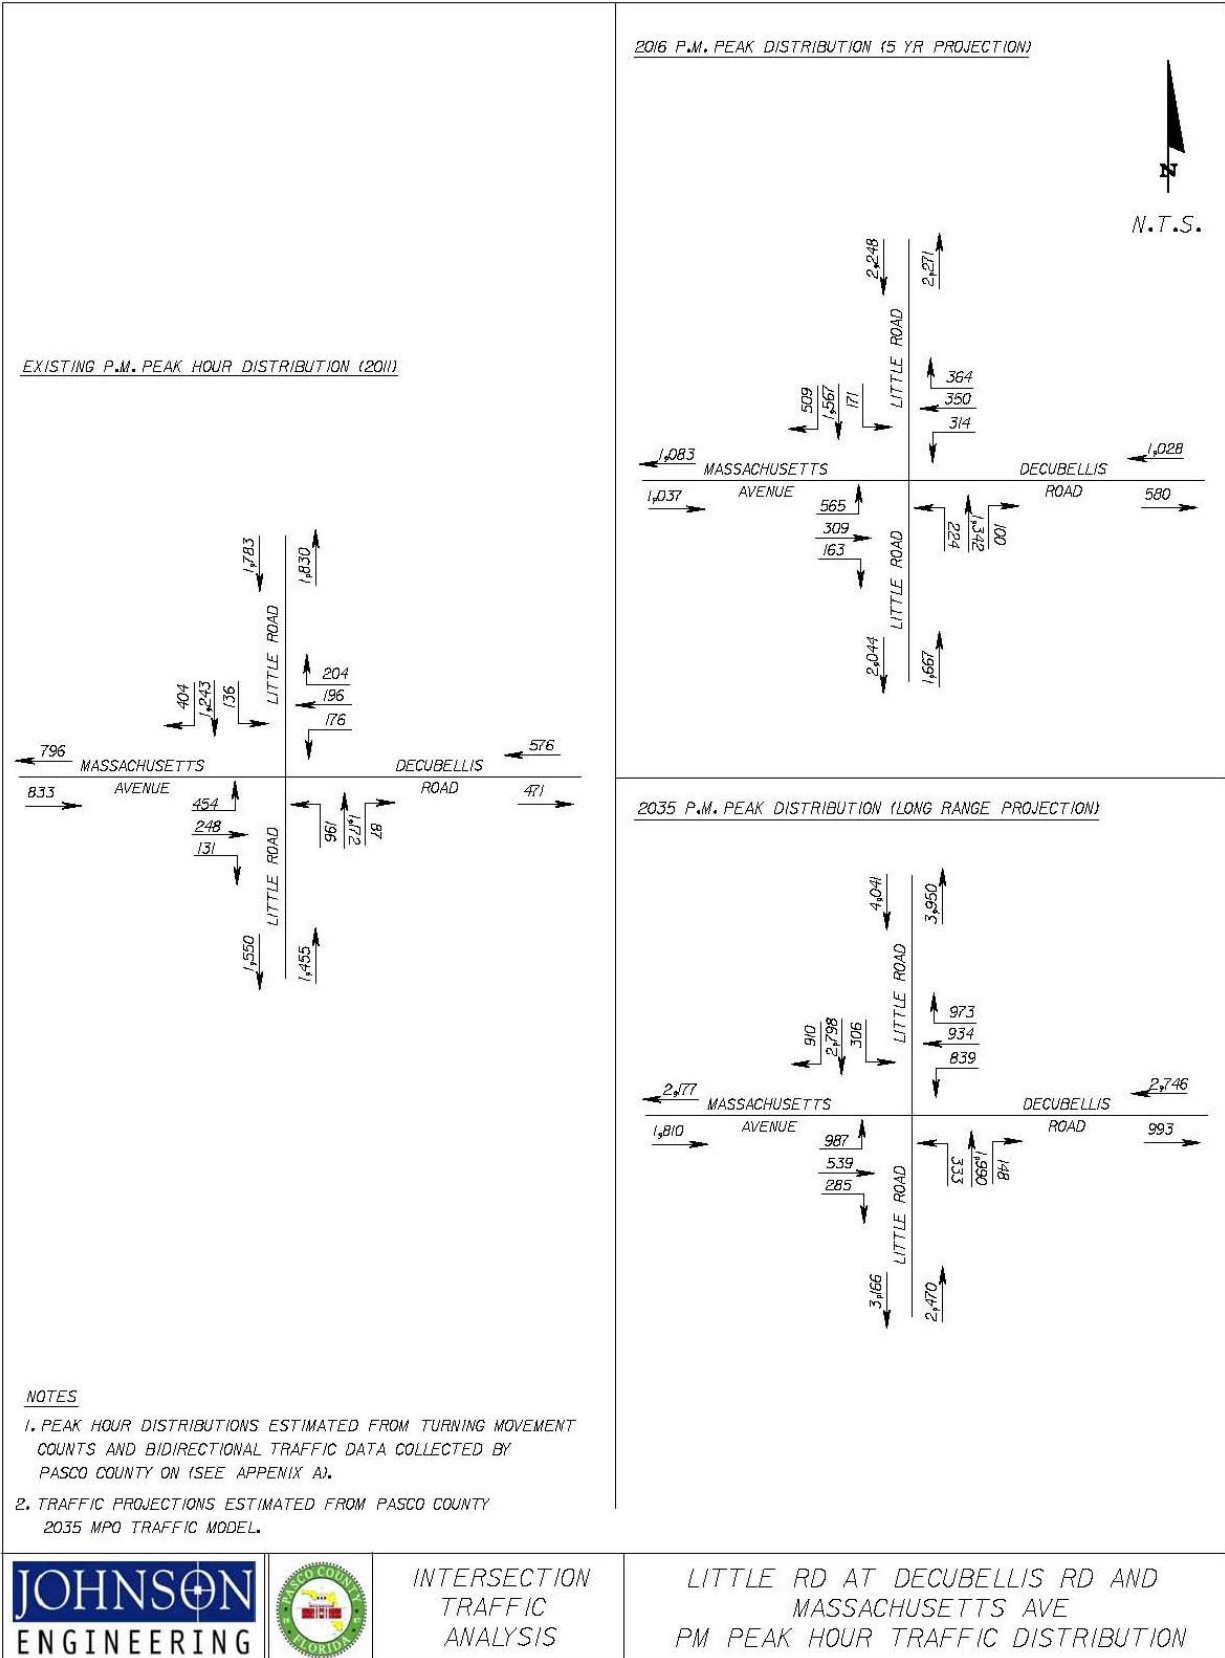 2016 P.M. PEAK DISTRIBUTION (5 YR PROJECTION)
N
N.T.S.
2,248
2,271
LITTLE ROAD
364
350
314
509
1,567
171
1,083
MASSACHUSETTS
AVENUE
1,037
DECUBELLIS
ROAD
1,028
580
565
309
163
224
1,342
100
LITTLE ROAD
2,044
1,667
EXISTING P.M. PEAK HOUR DISTRIBUTION (2011)
1,783
1,830
LITTLE ROAD
204
196
176
404
1,243
136
796
MASSACHUSETTS
AVENUE
833
DECUBELLIS
ROAD
576
471
454
248
131
196
1,172
87
LITTLE ROAD
1,550
1,455
2035 P.M. PEAK DISTRIBUTION (LONG RANGE PROJECTION)
4,041
3,950
LITTLE ROAD
973
934
839
910
2,798
306
2,177
MASSACHUSETTS
AVENUE
1,810
DECUBELLIS
ROAD
2,746
993
987
539
285
333
1,990
148
LITTLE ROAD
3,166
2,470
NOTES
1. PEAK HOUR DISTRIBUTIONS ESTIMATED FROM TURNING MOVEMENT
COUNTS AND BIDIRECTIONAL TRAFFIC DATA COLLECTED BY
PASCO COUNTY ON (SEE APPENIX A).
2. TRAFFIC PROJECTIONS ESTIMATED FROM PASCO COUNTY
2035 MPO TRAFFIC MODEL.
JOHNSON
ENGINEERING
PASCO COUNTY
FLORIDA
INTERSECTION
TRAFFIC
ANALYSIS
LITTLE RD AT DECUBELLIS RD AND
MASSACHUSETTS AVE
PM PEAK HOUR TRAFFIC DISTRIBUTION